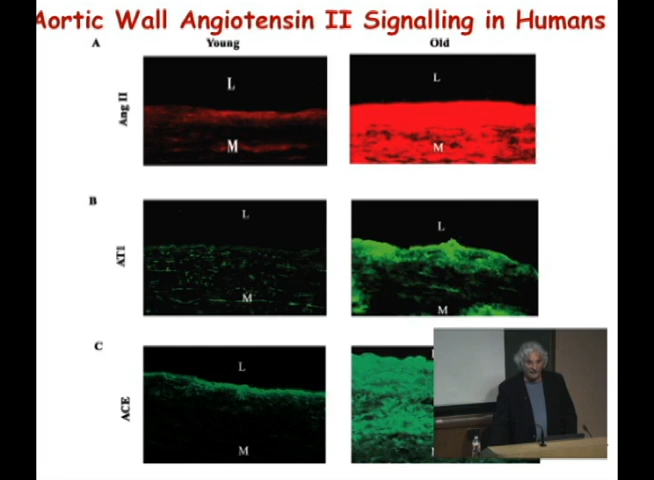 Aortic Wall Angiotensin II Signalling in Humans
Young Old
A
Ang II
L L
M M
B
AT1
L L
M M
C
ACE
L
M